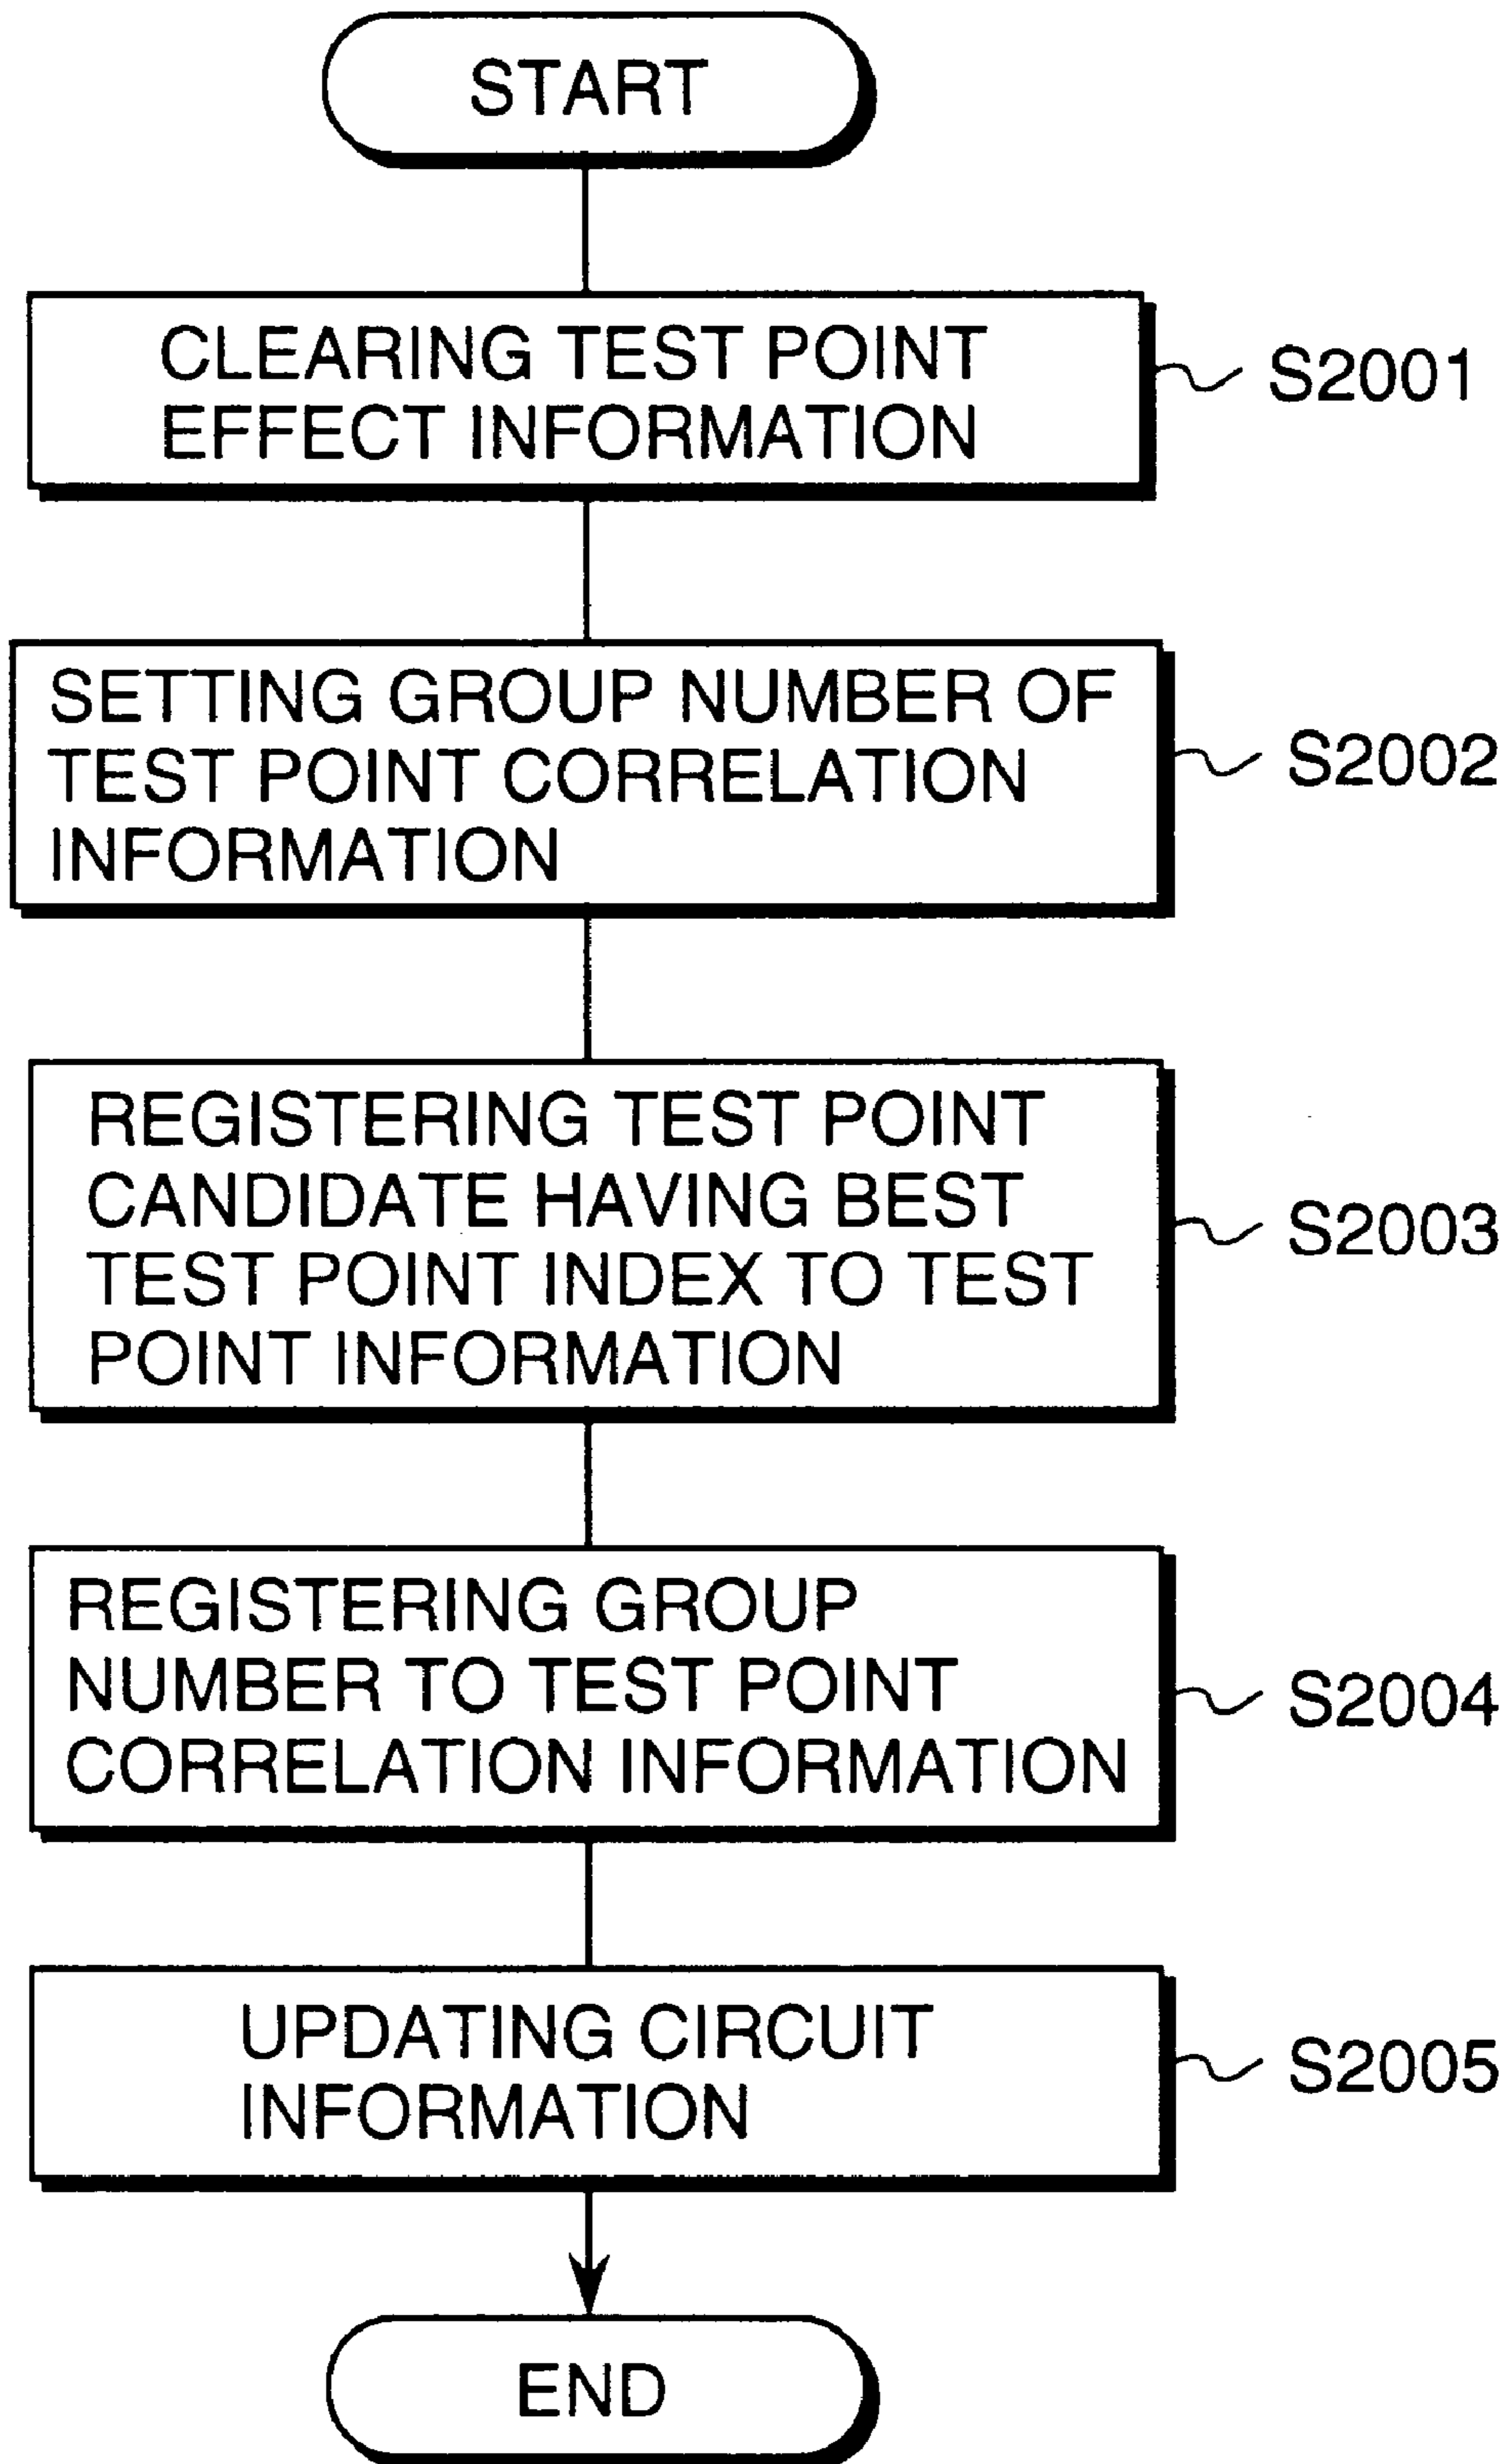 START
CLEARING TEST POINT
EFFECT INFORMATION
S2001
SETTING GROUP NUMBER OF
TEST POINT CORRELATION
INFORMATION
S2002
REGISTERING TEST POINT
CANDIDATE HAVING BEST
TEST POINT INDEX TO TEST
POINT INFORMATION
S2003
REGISTERING GROUP
NUMBER TO TEST POINT
CORRELATION INFORMATION
S2004
UPDATING CIRCUIT
INFORMATION
S2005
END